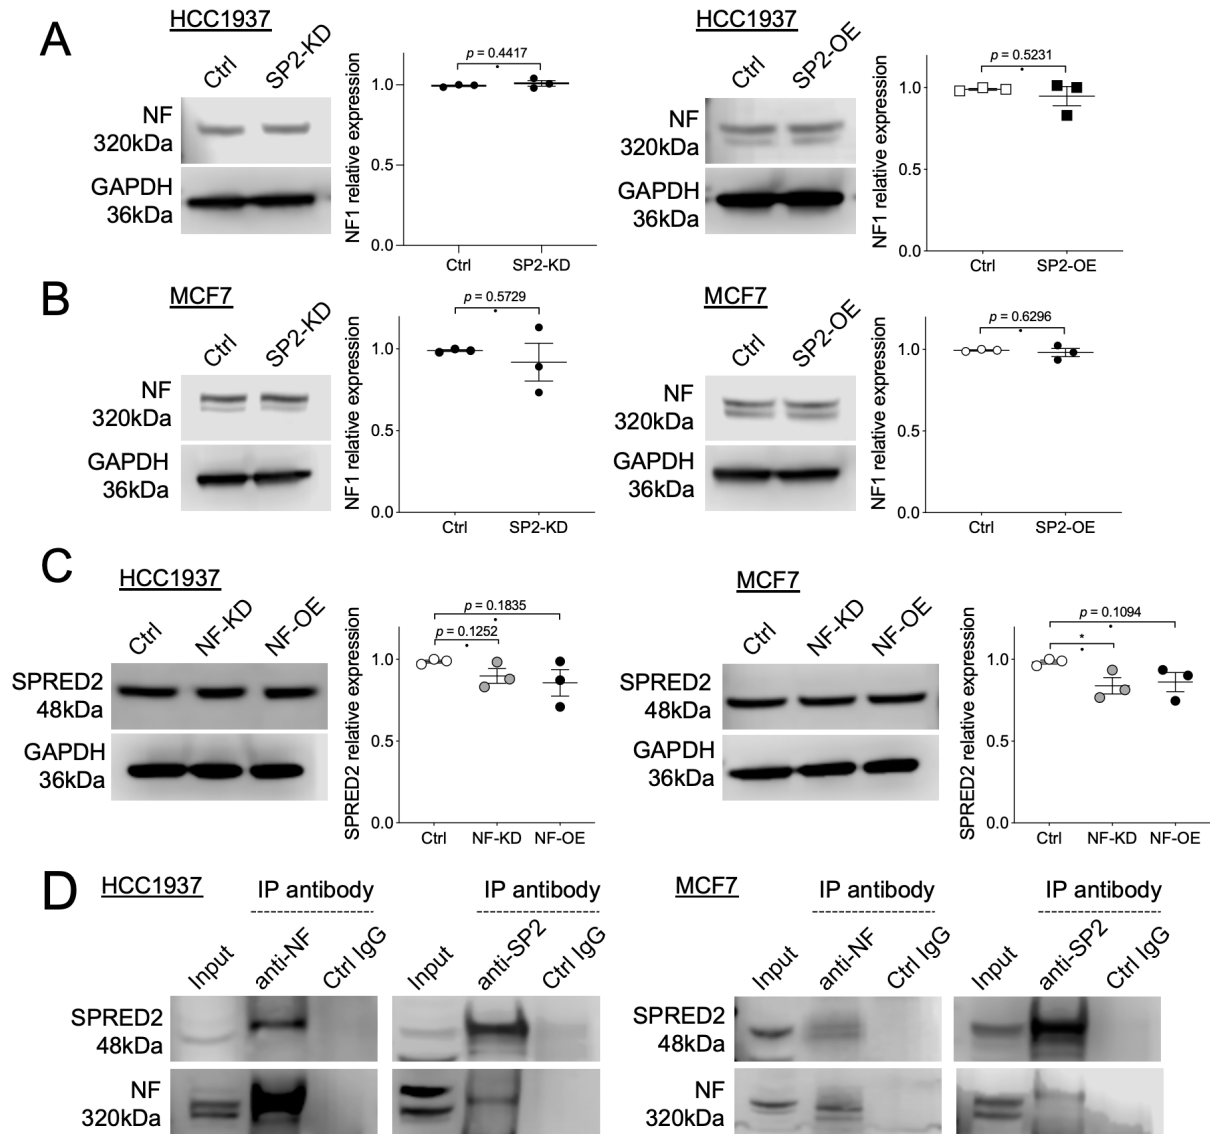 A
HCC1937
Ctrl
SP2-KD
NF
320kDa
GAPDH
36kDa
NF1 relative expression
1.0
0.5
0.0
p = 0.4417
Ctrl
SP2-KD
HCC1937
Ctrl
SP2-OE
NF
320kDa
GAPDH
36kDa
NF1 relative expression
1.0
0.5
0.0
p = 0.5231
Ctrl
SP2-OE
B
MCF7
Ctrl
SP2-KD
NF
320kDa
GAPDH
36kDa
NF1 relative expression
1.0
0.5
0.0
p = 0.5729
Ctrl
SP2-KD
MCF7
Ctrl
SP2-OE
NF
320kDa
GAPDH
36kDa
NF1 relative expression
1.0
0.5
0.0
p = 0.6296
Ctrl
SP2-OE
C
HCC1937
Ctrl
NF-KD
NF-OE
SPRED2
48kDa
GAPDH
36kDa
SPRED2 relative expression
1.0
0.5
0.0
p = 0.1835
p = 0.1252
Ctrl
NF-KD
NF-OE
MCF7
Ctrl
NF-KD
NF-OE
SPRED2
48kDa
GAPDH
36kDa
SPRED2 relative expression
1.0
0.5
0.0
p = 0.1094
*
Ctrl
NF-KD
NF-OE
D
HCC1937
IP antibody
IP antibody
Input
anti-NF
Ctrl IgG
Input
anti-SP2
Ctrl IgG
SPRED2
48kDa
NF
320kDa
MCF7
IP antibody
IP antibody
Input
anti-NF
Ctrl IgG
Input
anti-SP2
Ctrl IgG
SPRED2
48kDa
NF
320kDa